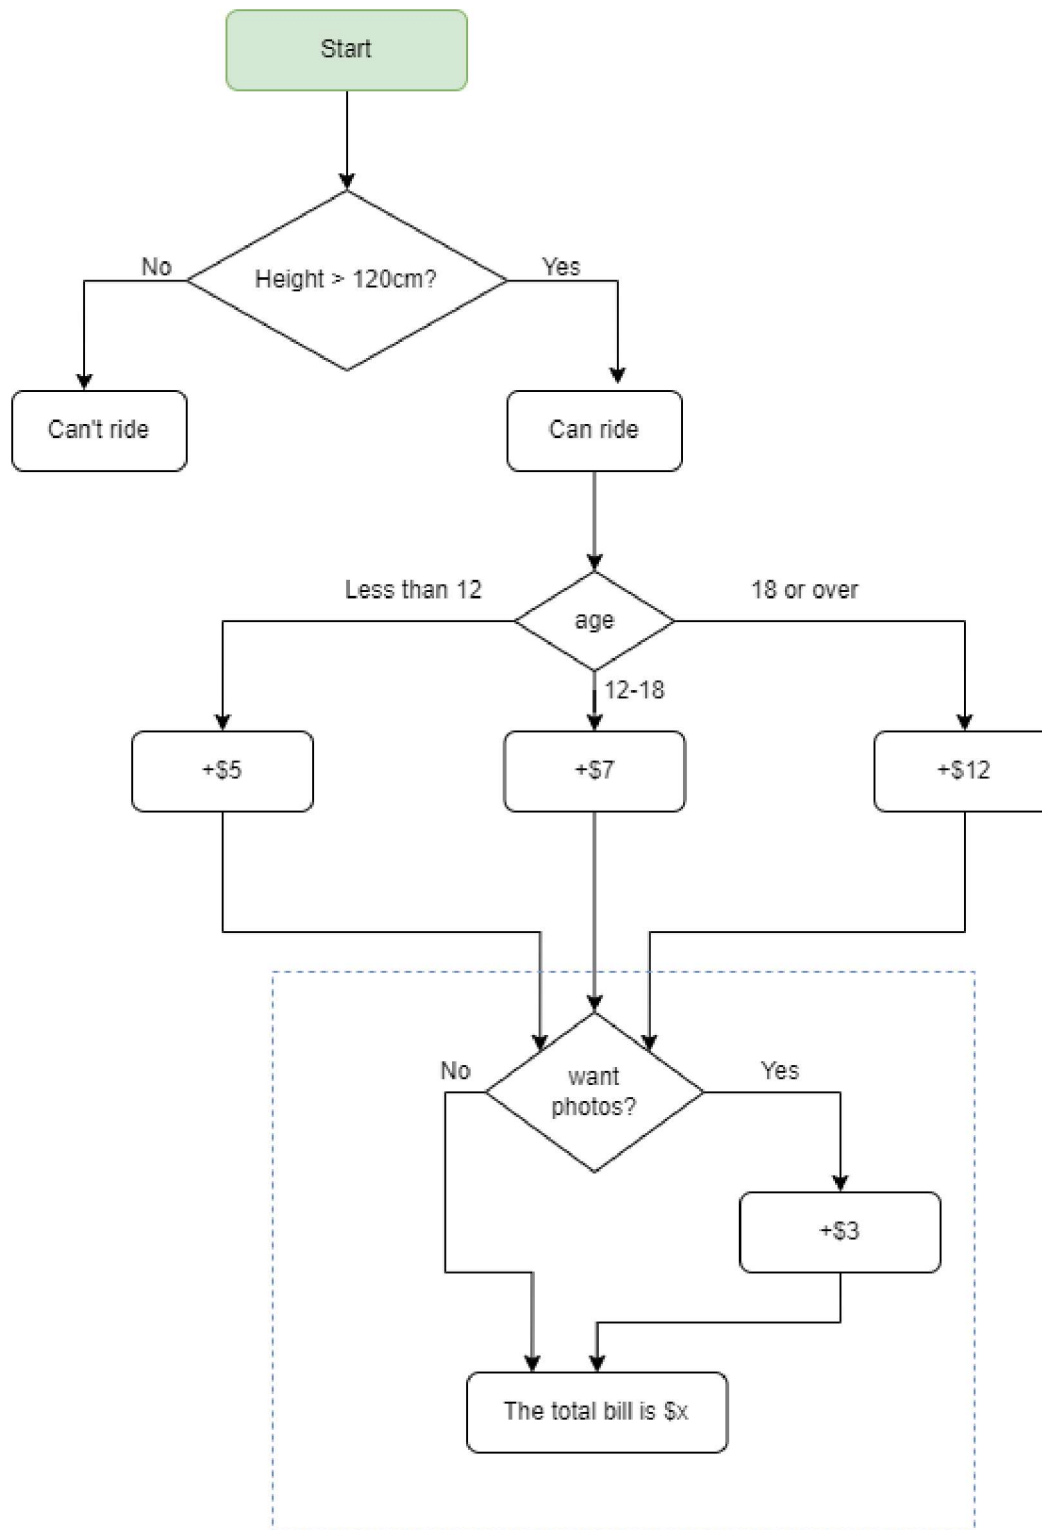 Start
Height > 120cm?
No
Yes
Can't ride
Can ride
Less than 12
age
18 or over
12-18
+$5
+$7
+$12
No
want
photos?
Yes
+$3
The total bill is $x